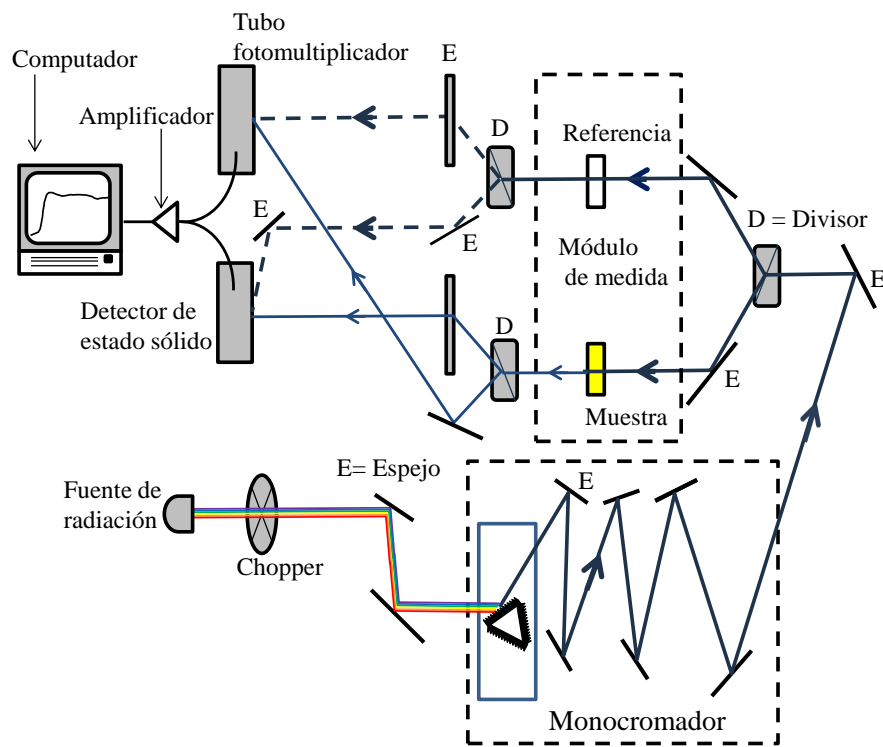 Tubo
fotomultiplicador
E
Computador
Amplificador
D
Referencia
E
E
D = Divisor
Módulo
de medida
E
Detector de
estado sólido
D
E
Muestra
E= Espejo
E
Fuente de
radiación
Chopper
Monocromador